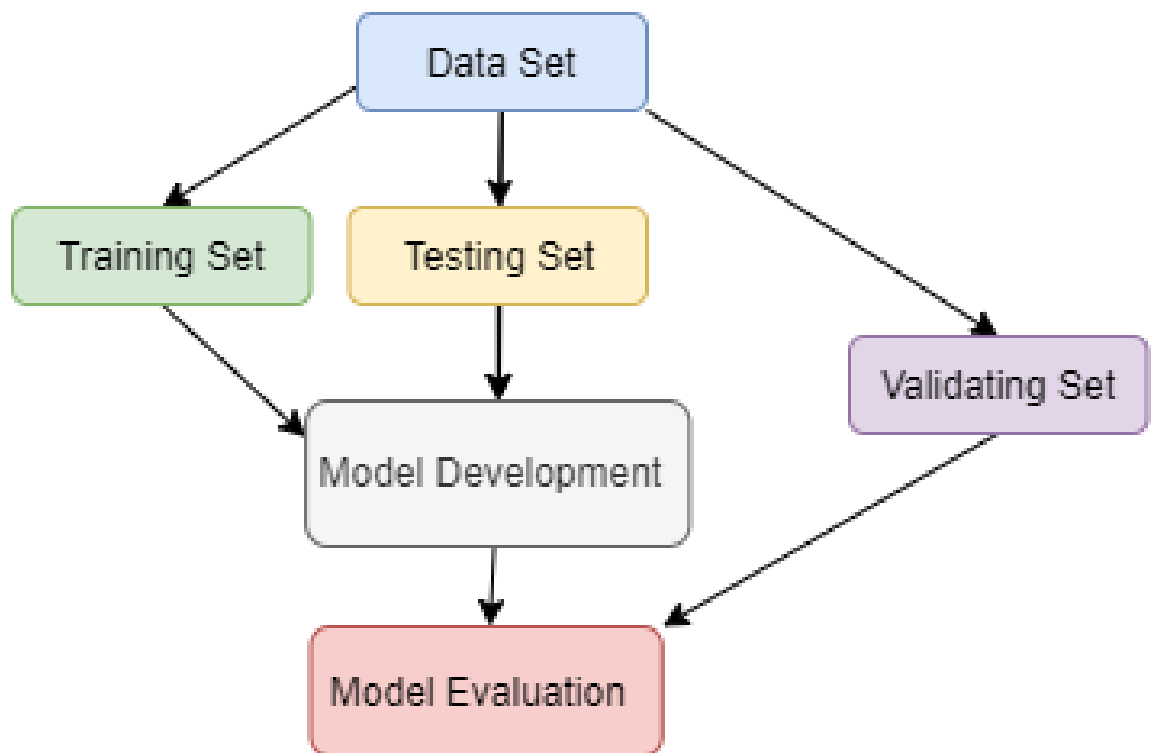 Data Set
Training Set
Testing Set
Validating Set
Model Development
Model Evaluation